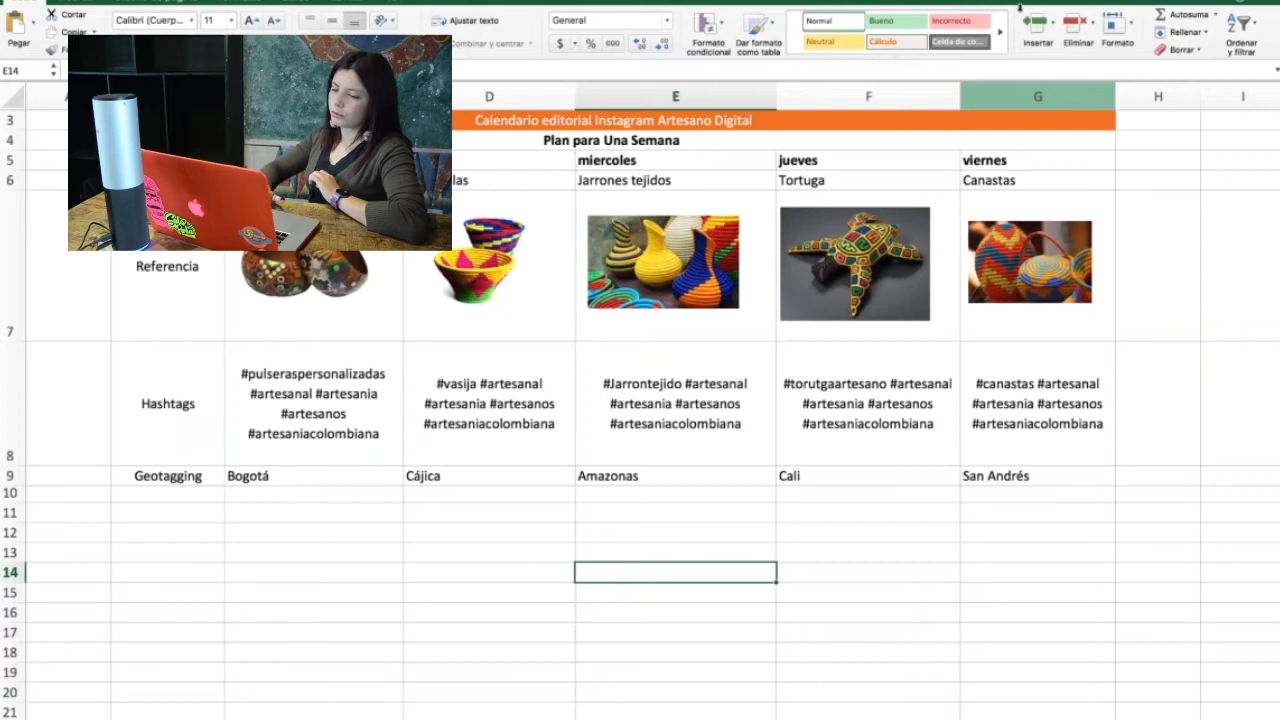 Cortar
Calibri (Cuerp...
11
A
A
Ajustar texto
General
Normal
Bueno
Incorrecto
Autosuma
Copiar
Rellenar
Pegar
Combinar y centrar
$ % 000
Formato condicional
Dar formato como tabla
Neutral
Cálculo
Celda de co...
Insertar
Eliminar
Formato
Borrar
Ordenar y filtrar
E14
D E F G H I
3 Calendario editorial Instagram Artesano Digital
4 Plan para Una Semana
5 miercoles jueves viernes
6 las Jarrones tejidos Tortuga Canastas
Referencia
7
#pulseraspersonalizadas
#artesanal #artesania
#artesanos
#artesaniacolombiana
#vasija #artesanal
#artesania #artesanos
#artesaniacolombiana
#Jarrontejido #artesanal
#artesania #artesanos
#artesaniacolombiana
#torutgaartesano #artesanal
#artesania #artesanos
#artesaniacolombiana
#canastas #artesanal
#artesania #artesanos
#artesaniacolombiana
Hashtags
8
9 Geotagging Bogotá Cájica Amazonas Cali San Andrés
10
11
12
13
14
15
16
17
18
19
20
21